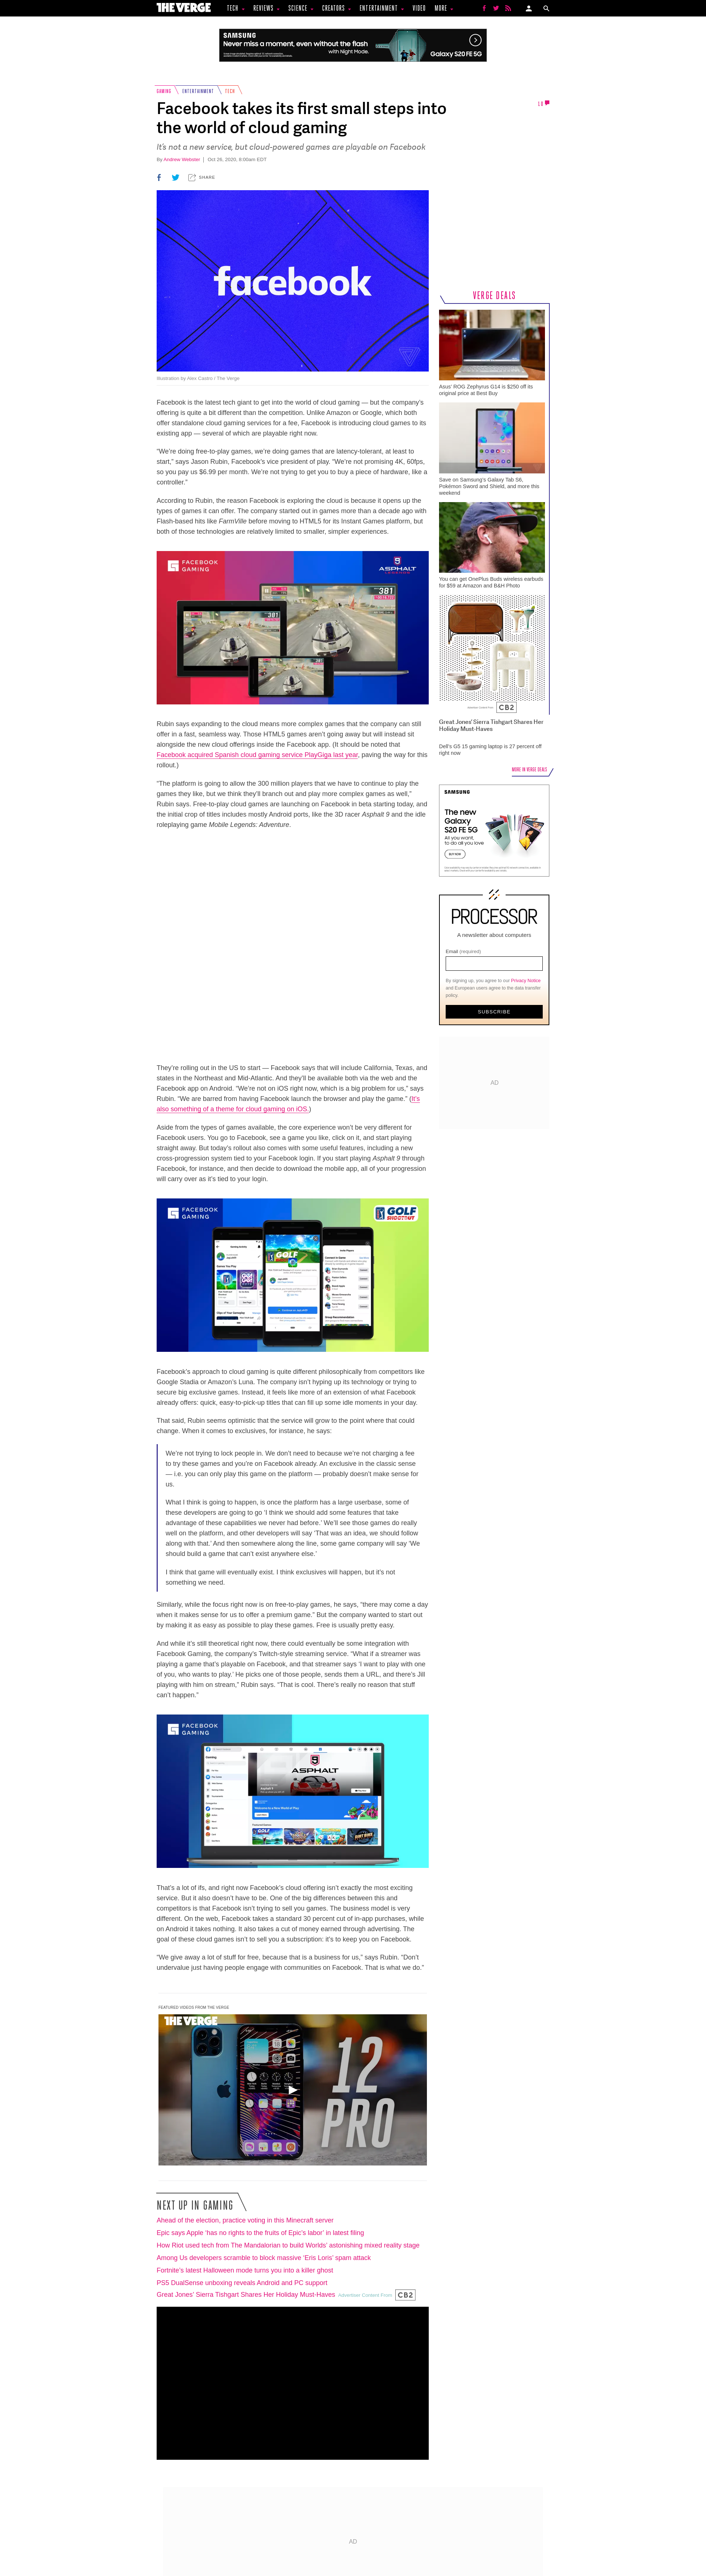 THE VERGE
TECH
REVIEWS
SCIENCE
CREATORS
ENTERTAINMENT
VIDEO
MORE
SAMSUNG
Never miss a moment, even without the sun
with Night Mode.
Galaxy S20 FE 5G
GAMING
ENTERTAINMENT
TECH
Facebook takes its first small steps into
the world of cloud gaming
It's not a new service, but cloud-powered games are playable on Facebook
By Andrew Webster | Oct 26, 2020, 8:00am EDT
SHARE
facebook
Illustration by Alex Castro / The Verge
Facebook is the latest tech giant to get into the world of cloud gaming — but the company's
offering is quite a bit different than the competition. Unlike Amazon or Google, which both
offer standalone cloud gaming services for a fee, Facebook is introducing cloud games to its
existing app — several of which are playable right now.
"We're doing free-to-play games, we're doing games that are latency-tolerant, at least to
start," says Jason Rubin, Facebook's vice president of play. "We're not promising 4K, 60fps,
so you pay us $6.99 per month. We're not trying to get you to buy a piece of hardware, like a
controller."
According to Rubin, the reason Facebook is exploring the cloud is because it opens up the
types of games it can offer. The company started out in games more than a decade ago with
Flash-based hits like FarmVille before moving to HTML5 for its Instant Games platform, but
both of those technologies are relatively limited to smaller, simpler experiences.
FACEBOOK
GAMING
ASPHALT
381
381
Rubin says expanding to the cloud means more complex games that the company can still
offer in a fast, seamless way. Those HTML5 games aren't going away but will instead sit
alongside the new cloud offerings inside the Facebook app. (It should be noted that
Facebook acquired Spanish cloud gaming service PlayGiga last year, paving the way for this
rollout.)
"The platform is going to allow the 300 million players that we have to continue to play the
games they like, but we think they'll branch out and play more complex games as well,"
Rubin says. Free-to-play cloud games are launching on Facebook in beta starting today, and
the initial crop of titles includes mostly Android ports, like the 3D racer Asphalt 9 and the idle
roleplaying game Mobile Legends: Adventure.
They're rolling out in the US to start — Facebook says that will include California, Texas, and
states in the Northeast and Mid-Atlantic. And they'll be available both via the web and the
Facebook app on Android. "We're not on iOS right now, which is a big problem for us," says
Rubin. "We are barred from having Facebook launch the browser and play the game." (It's
also something of a theme for cloud gaming on iOS.)
Aside from the types of games available, the core experience won't be very different for
Facebook users. You go to Facebook, see a game you like, click on it, and start playing
straight away. But today's rollout also comes with some useful features, including a new
cross-progression system tied to your Facebook login. If you start playing Asphalt 9 through
Facebook, for instance, and then decide to download the mobile app, all of your progression
will carry over as it's tied to your login.
FACEBOOK
GAMING
GOLF
SHOOTOUT
GOLF
Facebook's approach to cloud gaming is quite different philosophically from competitors like
Google Stadia or Amazon's Luna. The company isn't hyping up its technology or trying to
secure big exclusive games. Instead, it feels like more of an extension of what Facebook
already offers: quick, easy-to-pick-up titles that can fill up some idle moments in your day.
That said, Rubin seems optimistic that the service will grow to the point where that could
change. When it comes to exclusives, for instance, he says:
We're not trying to lock people in. We don't need to because we're not charging a fee
to try these games and you're on Facebook already. An exclusive in the classic sense
— i.e. you can only play this game on the platform — probably doesn't make sense for
us.
What I think is going to happen, is once the platform has a large userbase, some of
these developers are going to go 'I think we should add some features that take
advantage of these capabilities we never had before.' We'll see those games do really
well on the platform, and other developers will say 'That was an idea, we should follow
along with that.' And then somewhere along the line, some game company will say 'We
should build a game that can't exist anywhere else.'
I think that game will eventually exist. I think exclusives will happen, but it's not
something we need.
Similarly, while the focus right now is on free-to-play games, he says, "there may come a day
when it makes sense for us to offer a premium game." But the company wanted to start out
by making it as easy as possible to play these games. Free is usually pretty easy.
And while it's still theoretical right now, there could eventually be some integration with
Facebook Gaming, the company's Twitch-style streaming service. "What if a streamer was
playing a game that's playable on Facebook, and that streamer says 'I want to play with one
of you, who wants to play.' He picks one of those people, sends them a URL, and there's Jill
playing with him on stream," Rubin says. "That is cool. There's really no reason that stuff
can't happen."
FACEBOOK
GAMING
ASPHALT
Welcome to a New World of Play
That's a lot of ifs, and right now Facebook's cloud offering isn't exactly the most exciting
service. But it also doesn't have to be. One of the big differences between this and
competitors is that Facebook isn't trying to sell you games. The business model is very
different. On the web, Facebook takes a standard 30 percent cut of in-app purchases, while
on Android it takes nothing. It also takes a cut of money earned through advertising. The
goal of these cloud games isn't to sell you a subscription: it's to keep you on Facebook.
"We give away a lot of stuff for free, because that is a business for us," says Rubin. "Don't
undervalue just having people engage with communities on Facebook. That is what we do."
FEATURED VIDEOS FROM THE VERGE
THE VERGE
12
PRO
NEXT UP IN GAMING
Ahead of the election, practice voting in this Minecraft server
Epic says Apple 'has no rights to the fruits of Epic's labor' in latest filing
How Riot used tech from The Mandalorian to build Worlds' astonishing mixed reality stage
Among Us developers scramble to block massive 'Eris Loris' spam attack
Fortnite's latest Halloween mode turns you into a killer ghost
PS5 DualSense unboxing reveals Android and PC support
Great Jones' Sierra Tishgart Shares Her Holiday Must-Haves Advertiser Content From CB2
AD
VERGE DEALS
Asus' ROG Zephyrus G14 is $250 off its
original price at Best Buy
Save on Samsung's Galaxy Tab S6,
Pokémon Sword and Shield, and more this
weekend
You can get OnePlus Buds wireless earbuds
for $59 at Amazon and B&H Photo
CB2
Great Jones' Sierra Tishgart Shares Her
Holiday Must-Haves
Dell's G5 15 gaming laptop is 27 percent off
right now
MORE IN VERGE DEALS
SAMSUNG
The new
Galaxy
S20 FE 5G
All you want,
to do all you love
BUY NOW
PROCESSOR
A newsletter about computers
Email (required)
By signing up, you agree to our Privacy Notice
and European users agree to the data transfer
policy.
SUBSCRIBE
AD